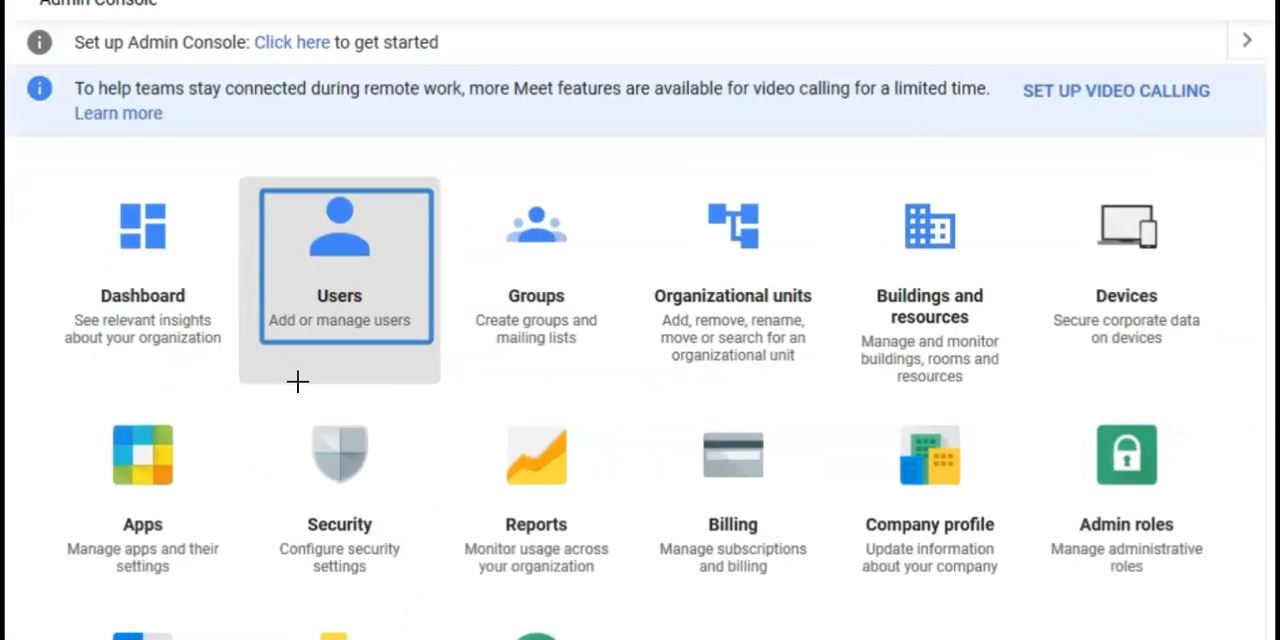 Admin Console
Set up Admin Console: Click here to get started
To help teams stay connected during remote work, more Meet features are available for video calling for a limited time.
Learn more
SET UP VIDEO CALLING
Dashboard
See relevant insights
about your organization
Users
Add or manage users
Groups
Create groups and
mailing lists
Organizational units
Add, remove, rename,
move or search for an
organizational unit
Buildings and
resources
Manage and monitor
buildings, rooms and
resources
Devices
Secure corporate data
on devices
Apps
Manage apps and their
settings
Security
Configure security
settings
Reports
Monitor usage across
your organization
Billing
Manage subscriptions
and billing
Company profile
Update information
about your company
Admin roles
Manage administrative
roles